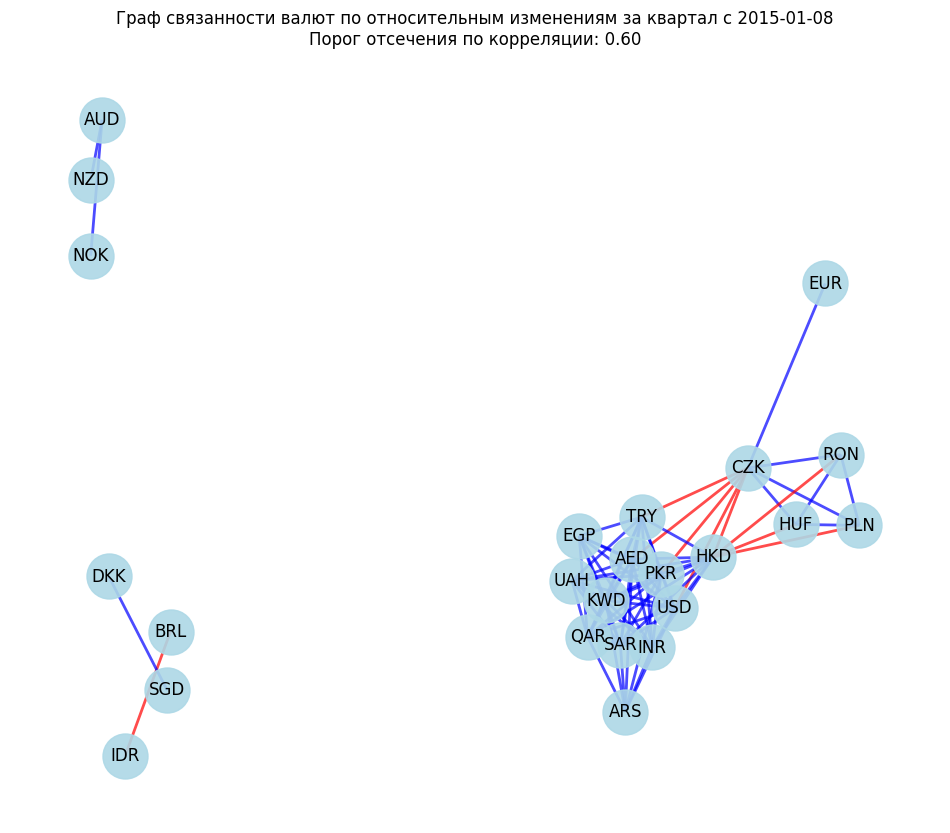 Граф связанности валют по относительным изменениям за квартал с 2015-01-08
Порог отсечения по корреляции: 0.60
AUD
NZD
NOK
EUR
RON
CZK
TRY
HUF
PLN
EGP
HKD
AED
PKR
DKK
UAH
KWD
USD
BRL
QAR
SAR
INR
SGD
ARS
IDR